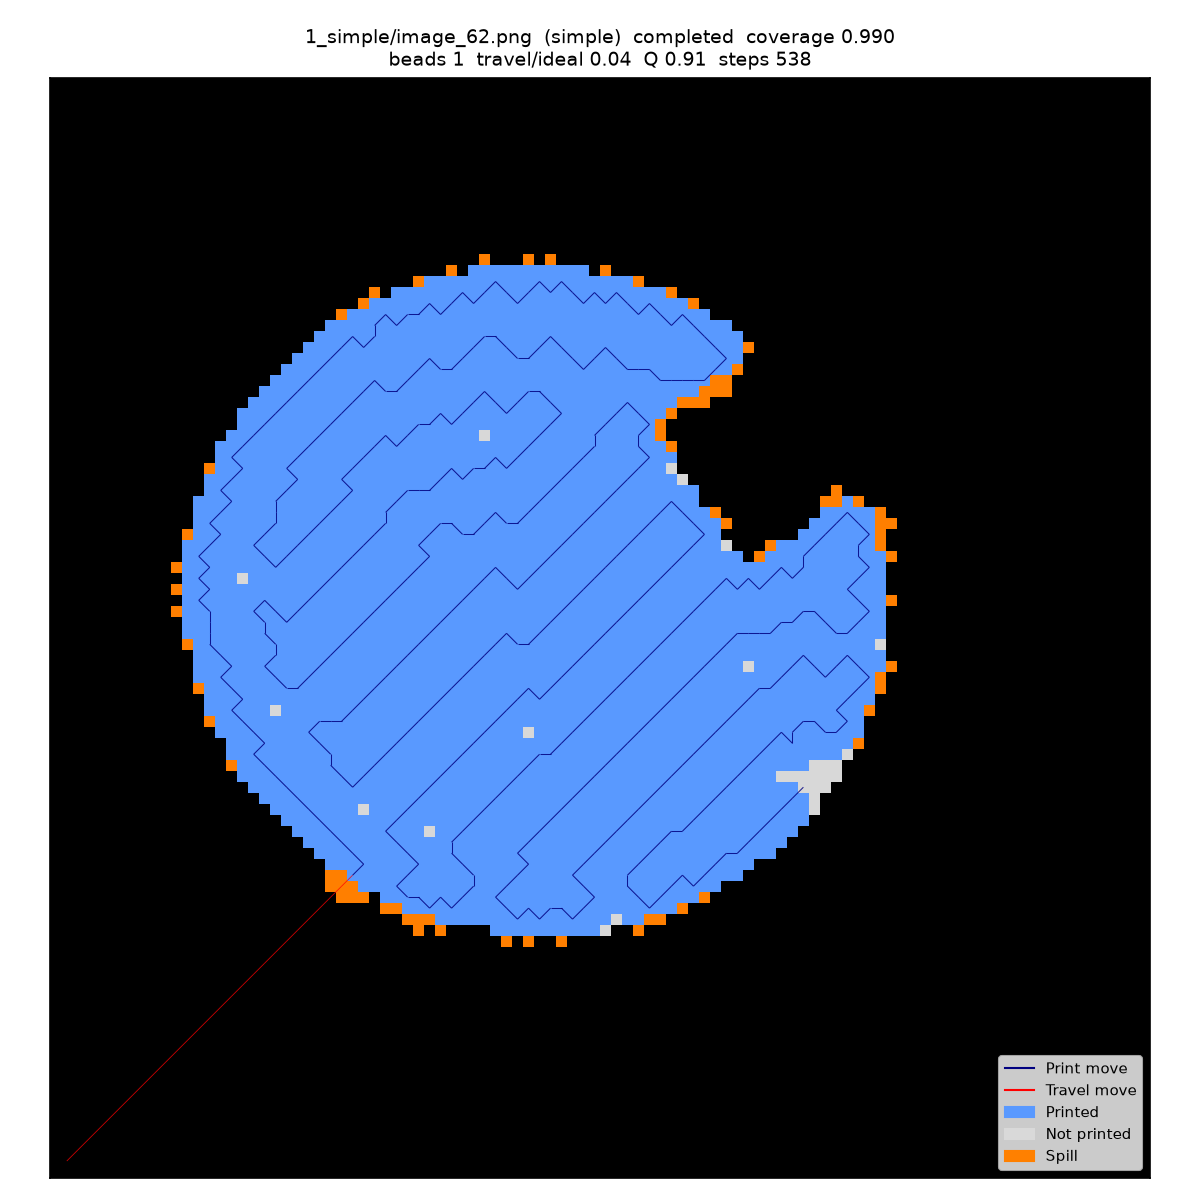 1_simple/image_62.png  (simple)  completed  coverage 0.990
beads 1  travel/ideal 0.04  Q 0.91  steps 538
Print move
Travel move
Printed
Not printed
Spill